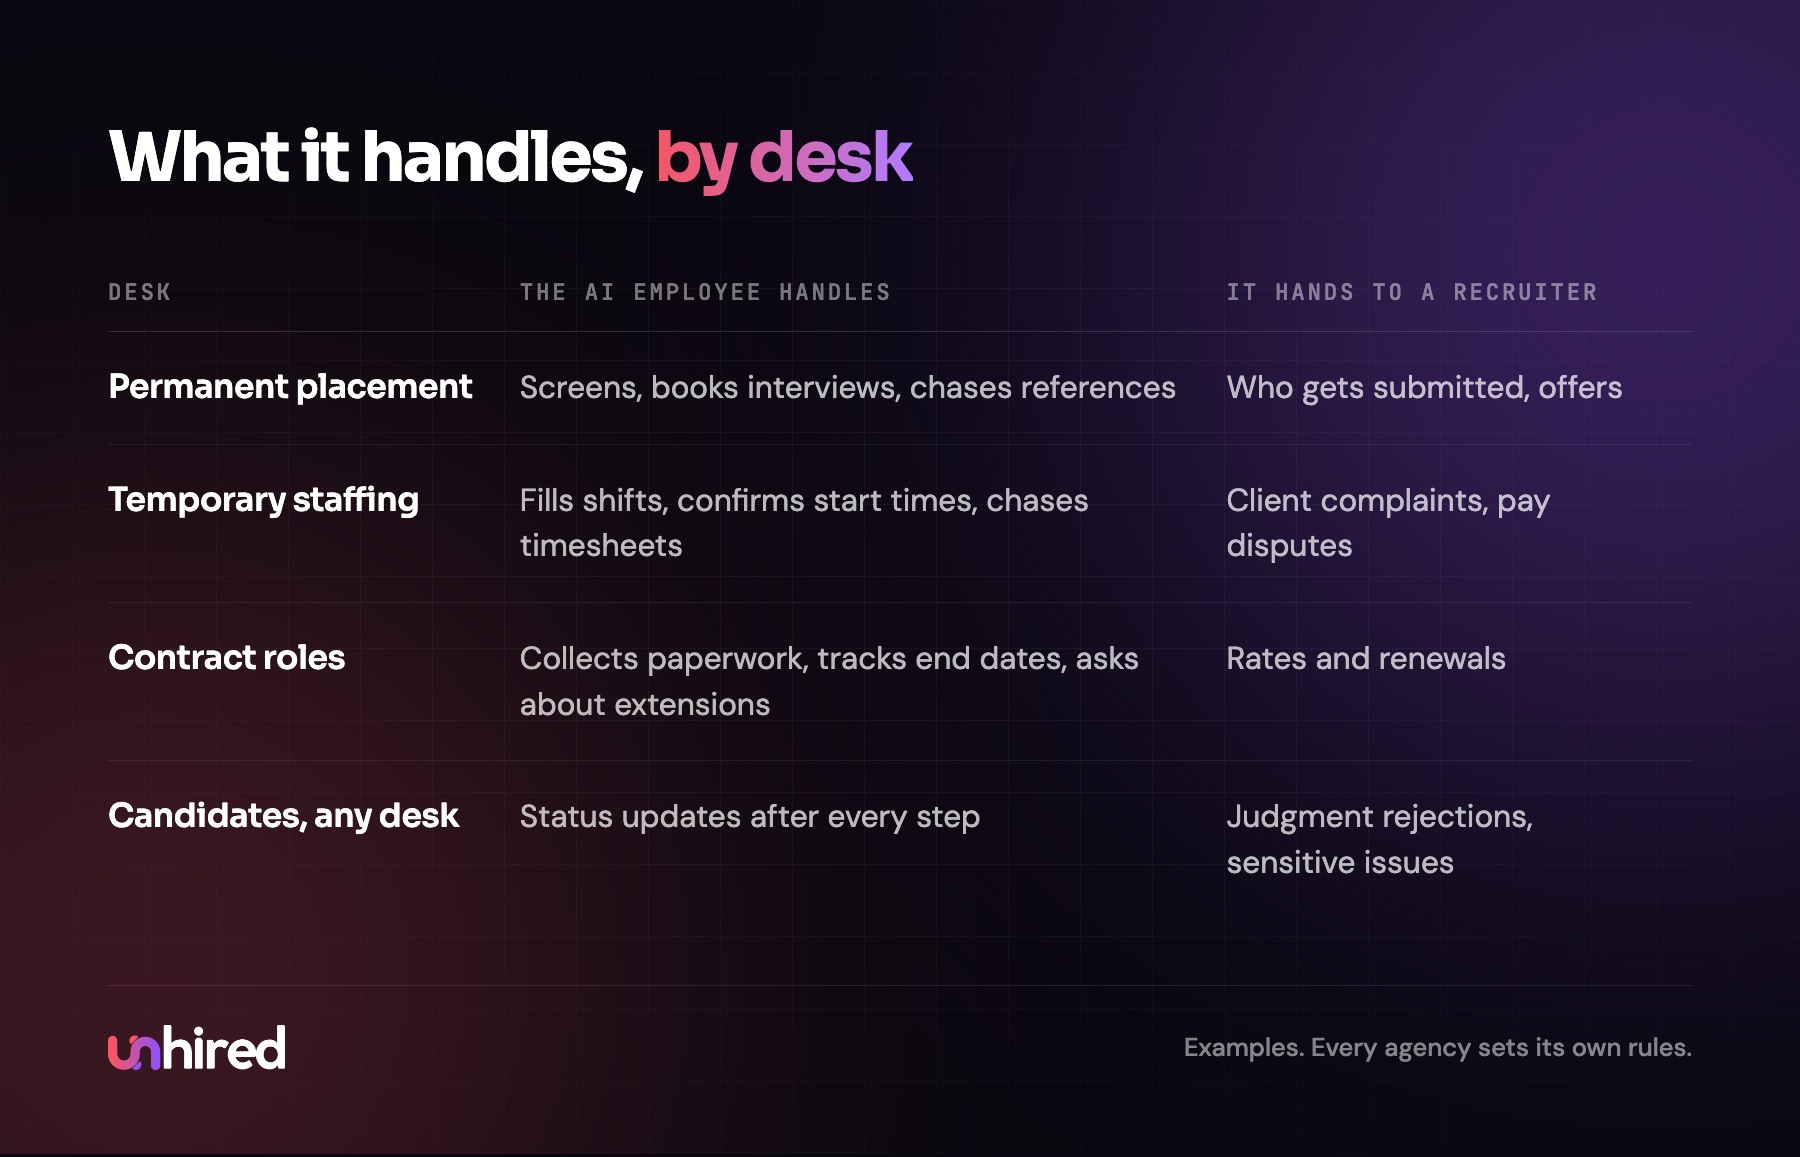 What it handles, by desk
DESK
THE AI EMPLOYEE HANDLES
IT HANDS TO A RECRUITER
Permanent placement
Screens, books interviews, chases references
Who gets submitted, offers
Temporary staffing
Fills shifts, confirms start times, chases
timesheets
Client complaints, pay
disputes
Contract roles
Collects paperwork, tracks end dates, asks
about extensions
Rates and renewals
Candidates, any desk
Status updates after every step
Judgment rejections,
sensitive issues
unhired
Examples. Every agency sets its own rules.